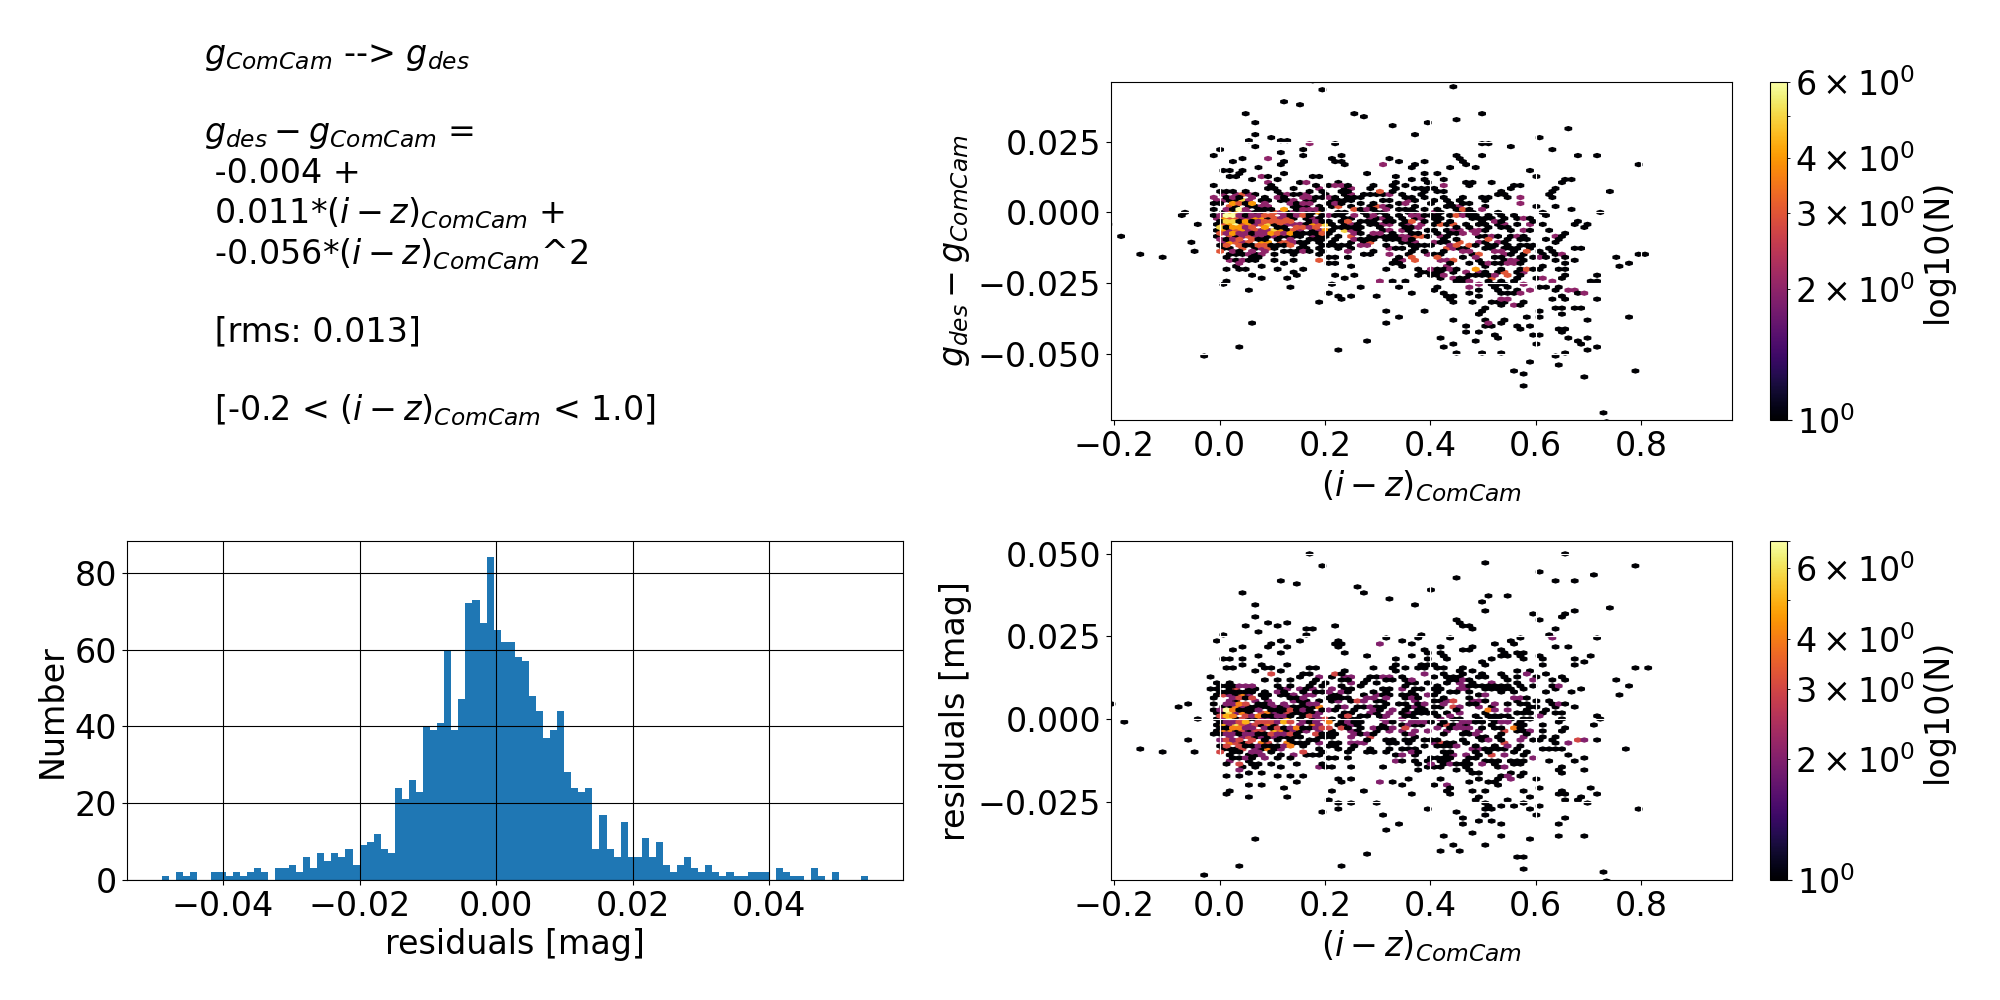 g_ComCam --> g_des
g_des − g_ComCam =
-0.004 +
0.011*(i − z)_ComCam +
-0.056*(i − z)_ComCam^2
[rms: 0.013]
[-0.2 < (i − z)_ComCam < 1.0]
0.025
0.000
−0.025
−0.050
g_des − g_ComCam
−0.2 0.0 0.2 0.4 0.6 0.8
(i − z)_ComCam
6 × 10^0
4 × 10^0
3 × 10^0
2 × 10^0
10^0
log10(N)
80
60
40
20
0
Number
−0.04 −0.02 0.00 0.02 0.04
residuals [mag]
0.050
0.025
0.000
−0.025
residuals [mag]
−0.2 0.0 0.2 0.4 0.6 0.8
(i − z)_ComCam
6 × 10^0
4 × 10^0
3 × 10^0
2 × 10^0
10^0
log10(N)